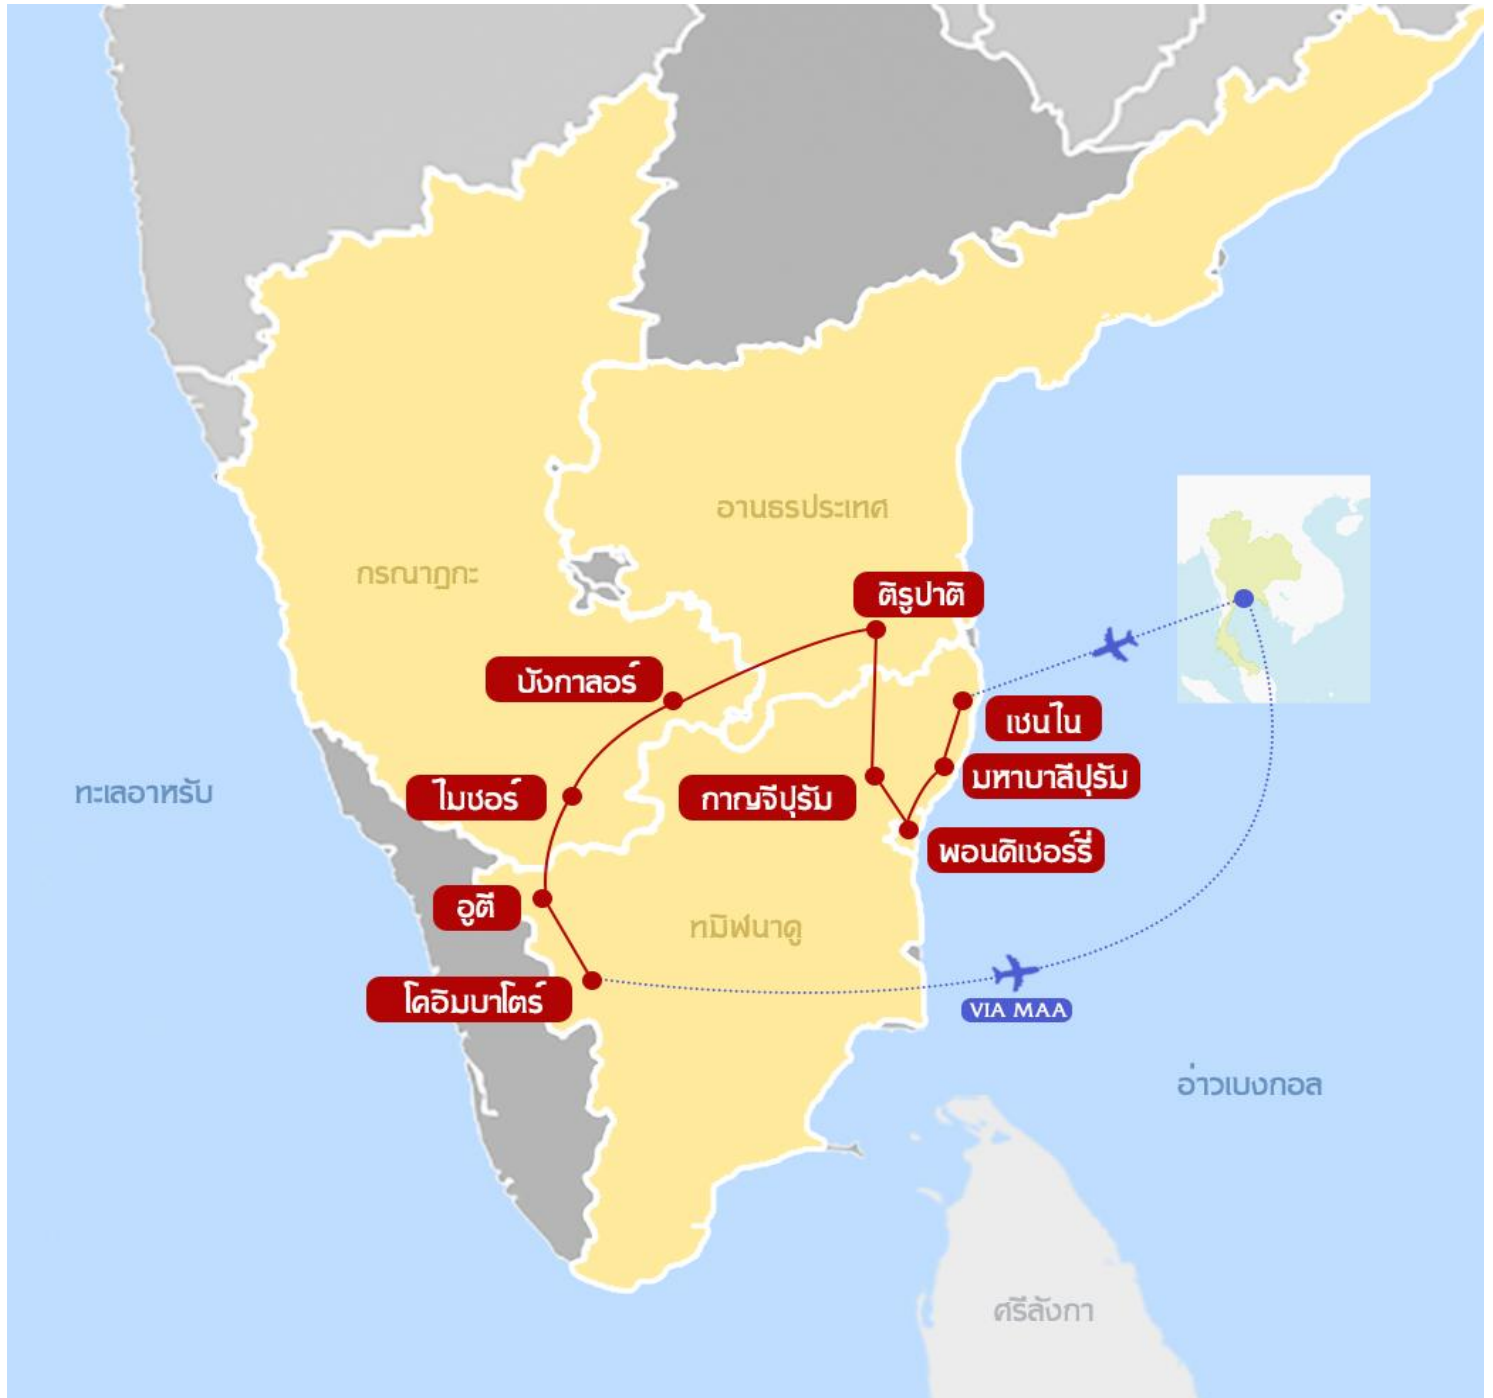 อานธรประเทศ
กรณาฏกะ
ติรูปาติ
บังกาลอร์
เชนไน
มหาบาลีปุรัม
ทะเลอาหรับ
ไมซอร์
กาญจีปุรัม
พอนดิเชอร์รี่
อูตี
ทมิฬนาดู
โคอิมบาโตร์
VIA MAA
อ่าวเบงกอล
ศรีลังกา